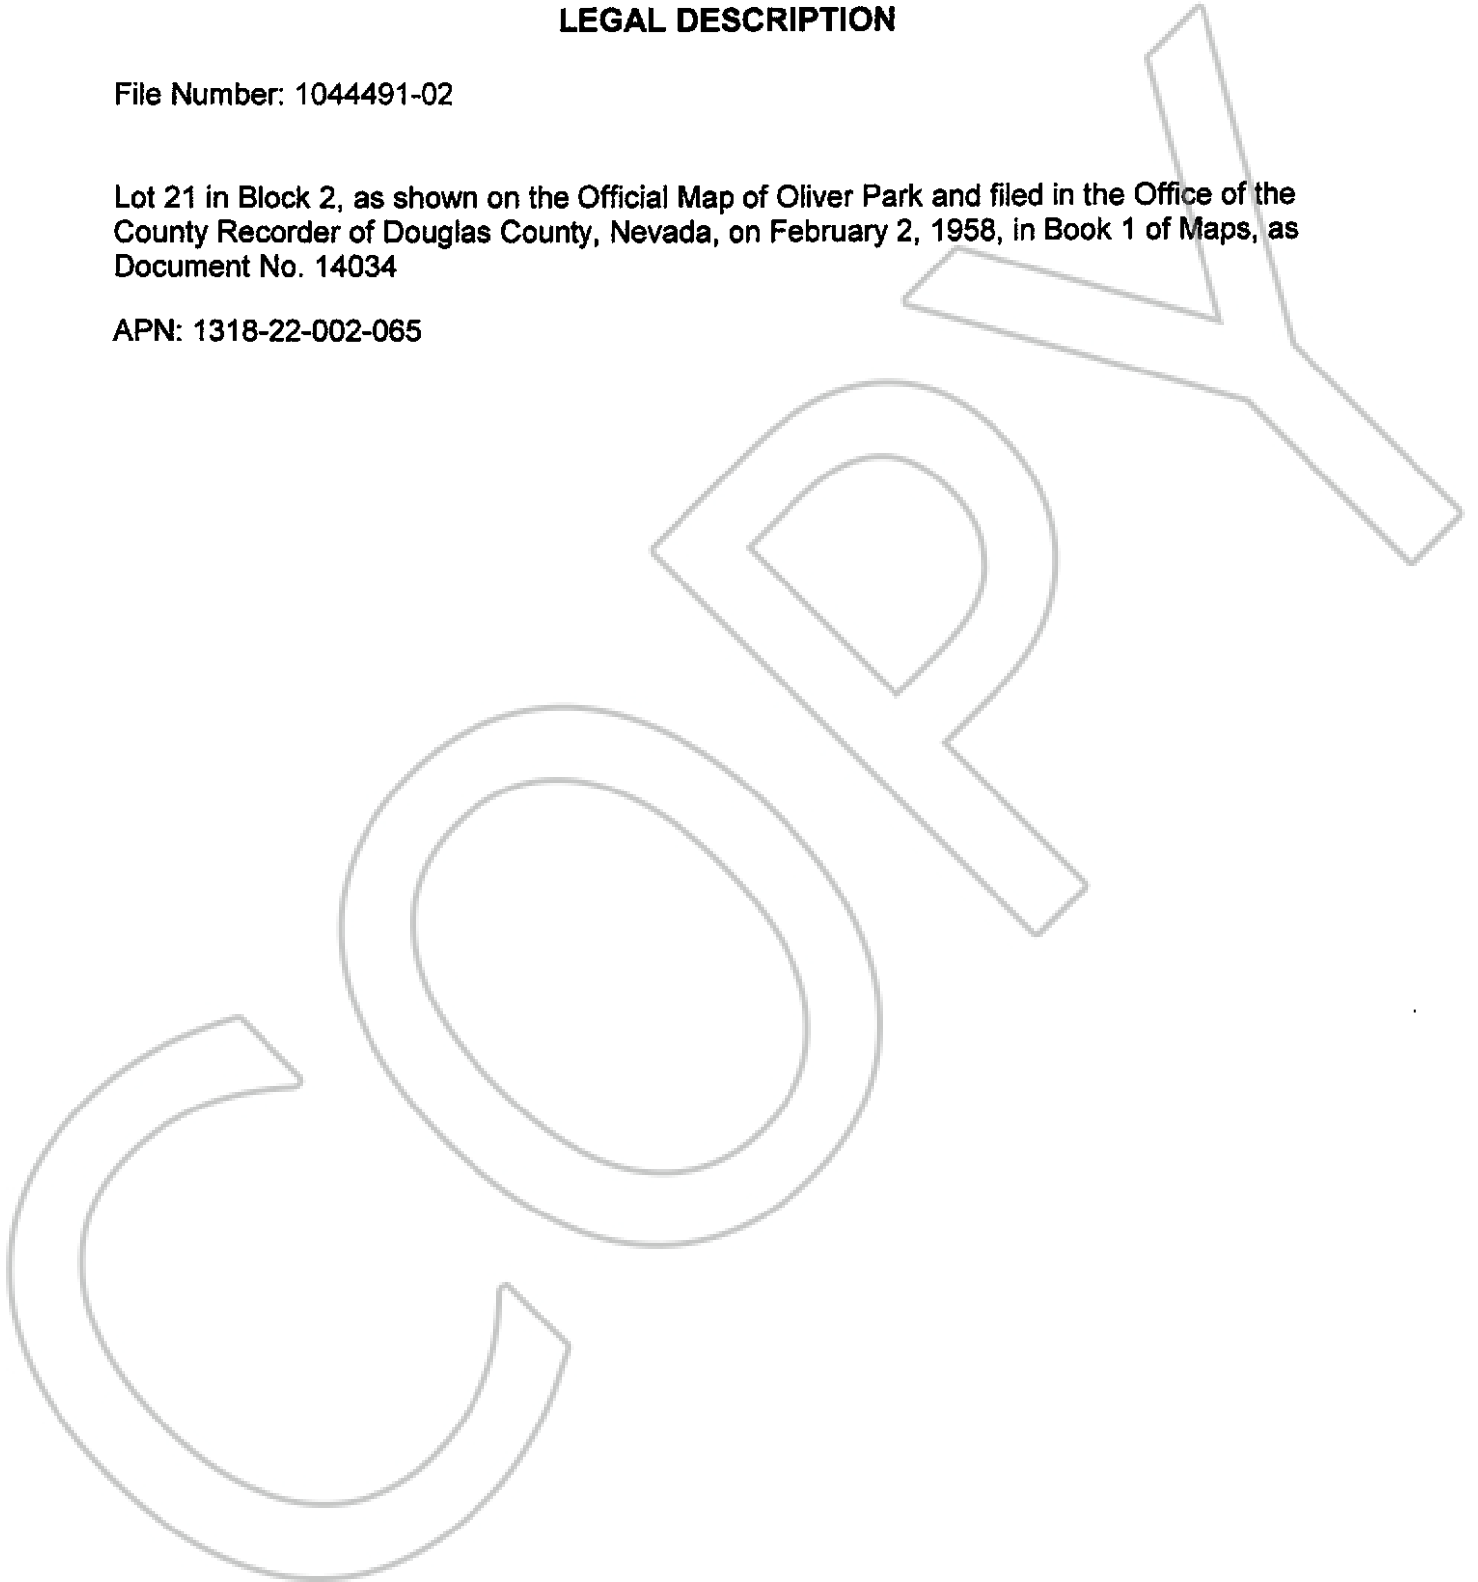 LEGAL DESCRIPTION
File Number: 1044491-02
Lot 21 in Block 2, as shown on the Official Map of Oliver Park and filed in the Office of the
County Recorder of Douglas County, Nevada, on February 2, 1958, in Book 1 of Maps, as
Document No. 14034
APN: 1318-22-002-065
COPY